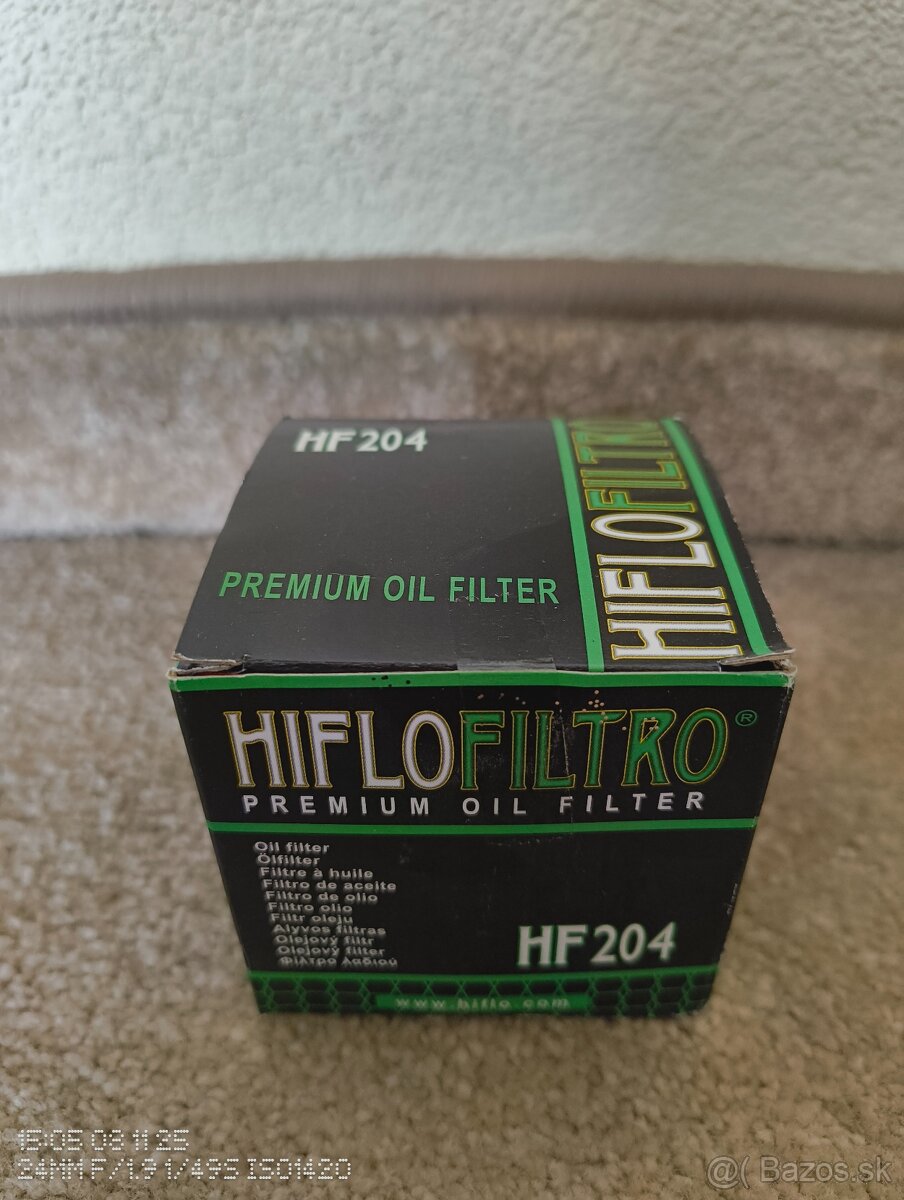 HF204
PREMIUM OIL FILTER
HIFLOFILTRO
HIFLOFILTRO®
PREMIUM OIL FILTER
Oil filter
Ölfilter
Filtre à huile
Filtro de aceite
Filtro de olio
Filtro olio
Filtr oleju
Alyvos filtras
Olejový filtr
Olejový filter
Φίλτρο λαδιού
HF204
www.hiflo.com
15:05 03.11.25
24MM F/1.9 1/49S ISO1420
@( Bazos.sk